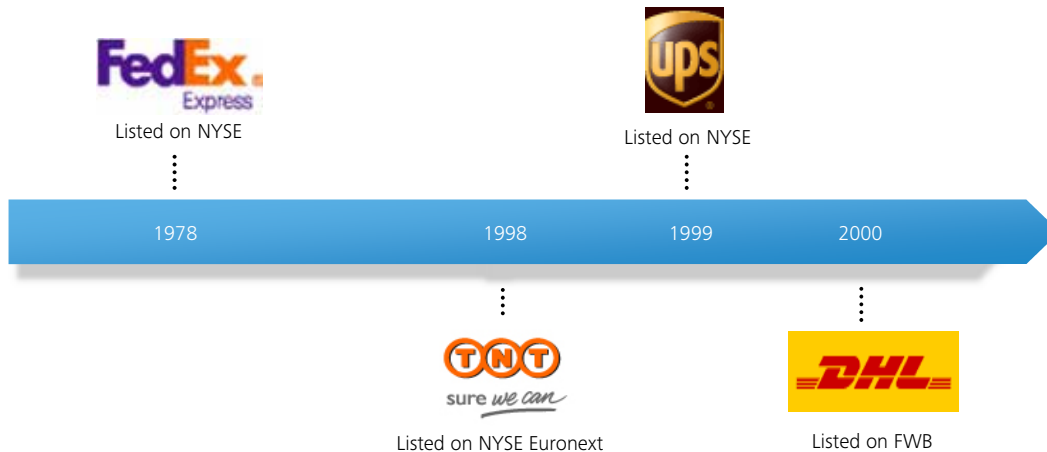 FedEx
Express
Listed on NYSE
ups
Listed on NYSE
1978 1998 1999 2000
TNT
sure we can
Listed on NYSE Euronext
DHL
Listed on FWB